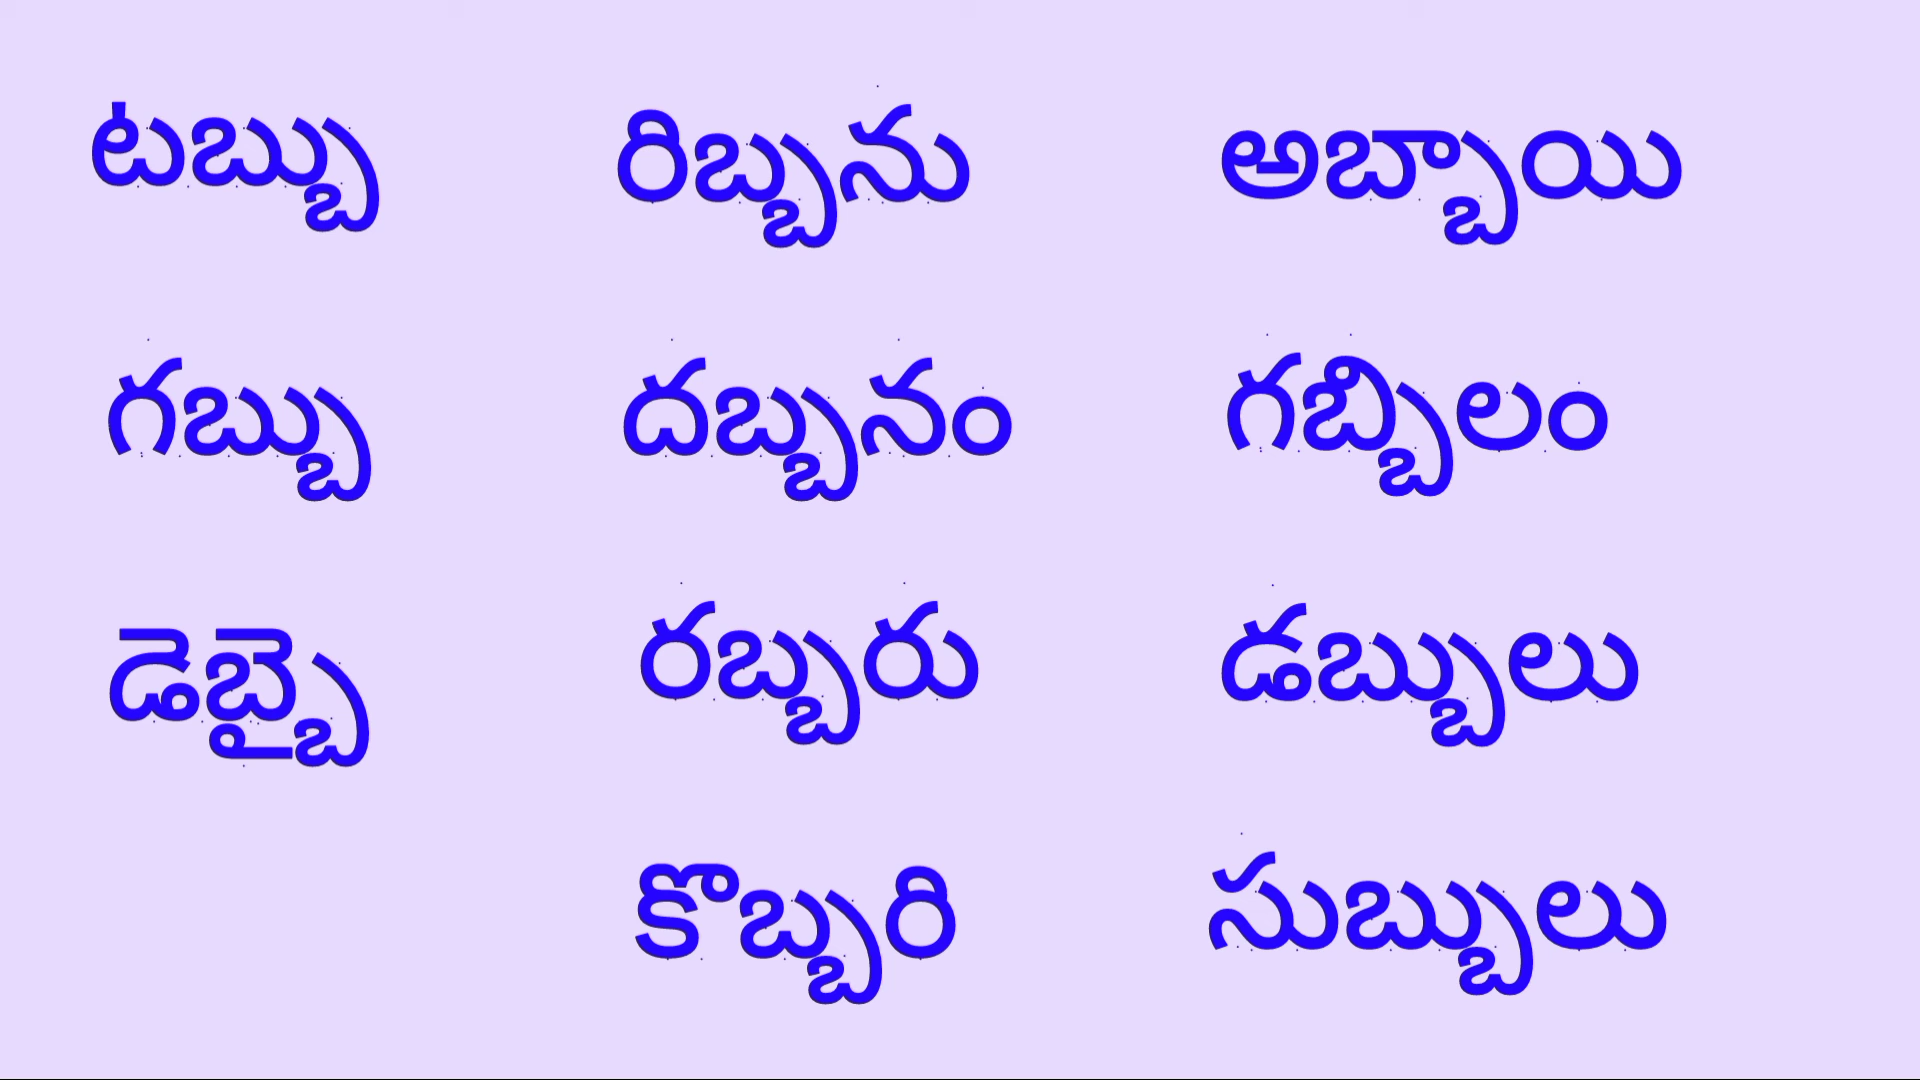 టబ్బు రిబ్బను అబ్బాయి
గబ్బు దబ్బనం గబ్బిలం
డెబ్బై రబ్బరు డబ్బులు
కొబ్బరి సుబ్బులు